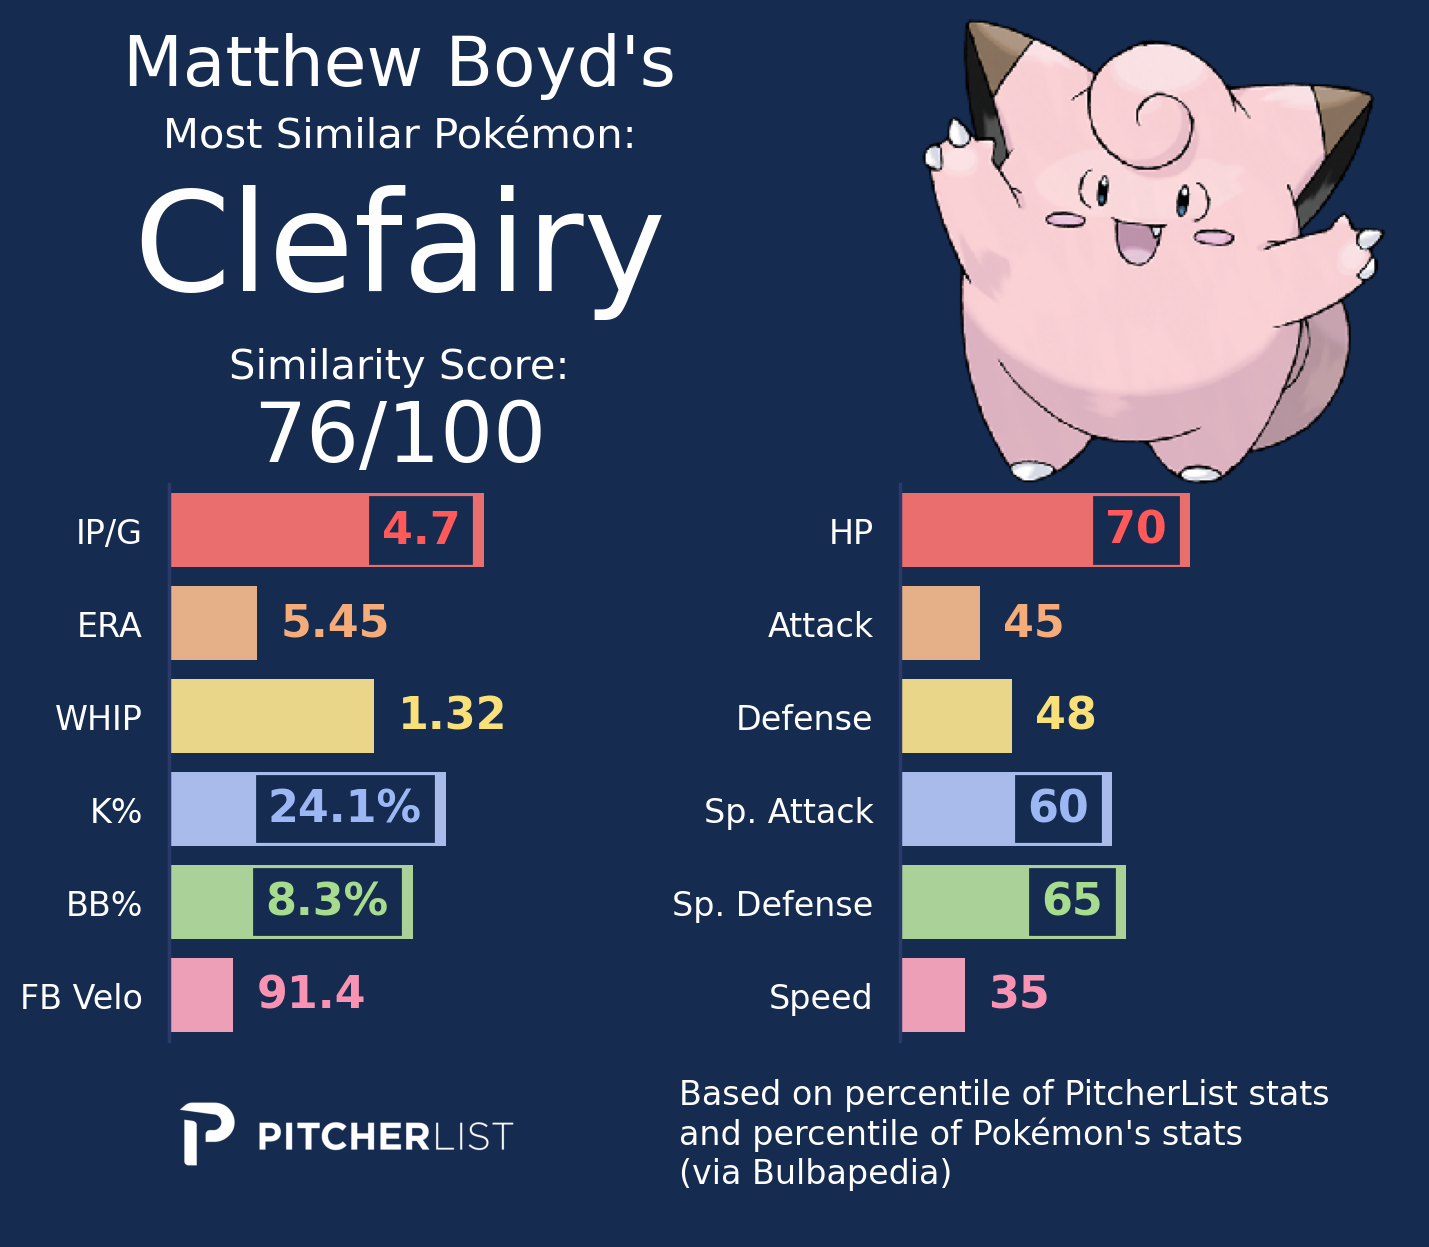 Matthew Boyd's
Most Similar Pokémon:
Clefairy
Similarity Score:
76/100
IP/G 4.7
ERA 5.45
WHIP 1.32
K% 24.1%
BB% 8.3%
FB Velo 91.4
HP 70
Attack 45
Defense 48
Sp. Attack 60
Sp. Defense 65
Speed 35
PITCHERLIST
Based on percentile of PitcherList stats
and percentile of Pokémon's stats
(via Bulbapedia)